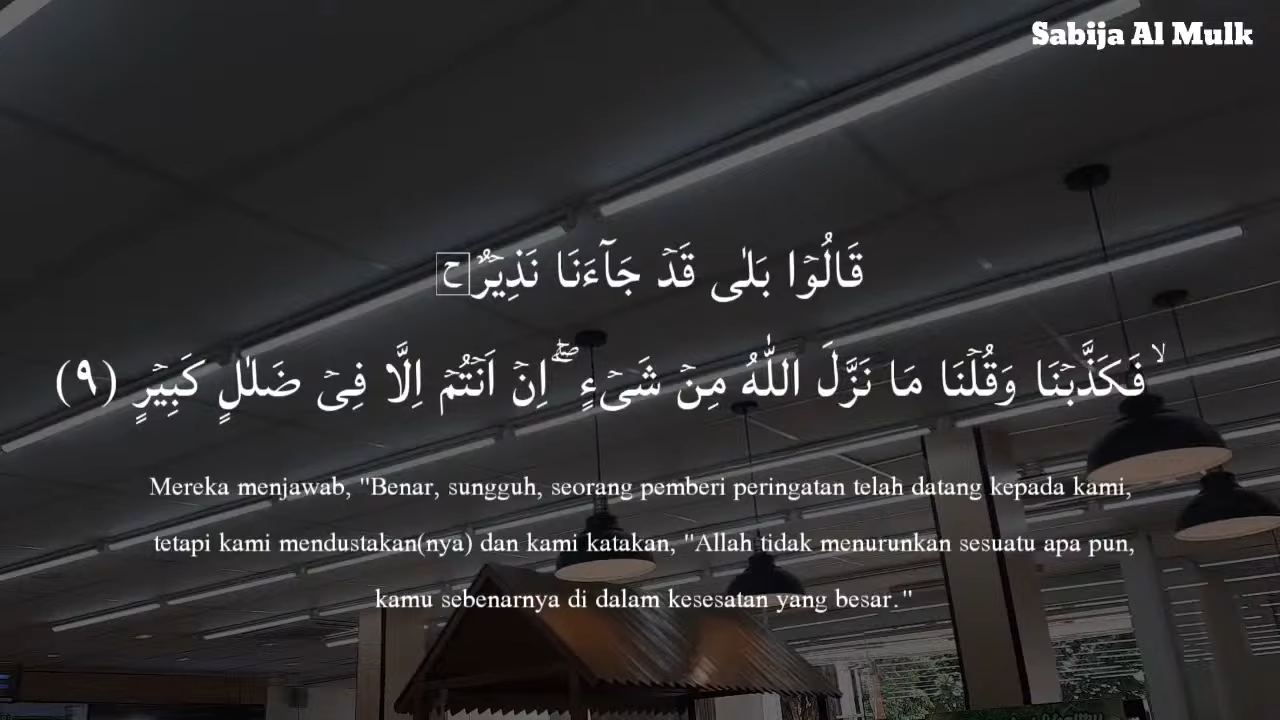 Sabija Al Mulk
قَالُوْا بَلٰى قَدْ جَاۤءَنَا نَذِيْرٌ ەۙ ح
ۙ فَكَذَّبْنَا وَقُلْنَا مَا نَزَّلَ اللّٰهُ مِنْ شَيْءٍۖ اِنْ اَنْتُمْ اِلَّا فِيْ ضَلٰلٍ كَبِيْرٍ (٩)
Mereka menjawab, "Benar, sungguh, seorang pemberi peringatan telah datang kepada kami,
tetapi kami mendustakan(nya) dan kami katakan, "Allah tidak menurunkan sesuatu apa pun,
kamu sebenarnya di dalam kesesatan yang besar."